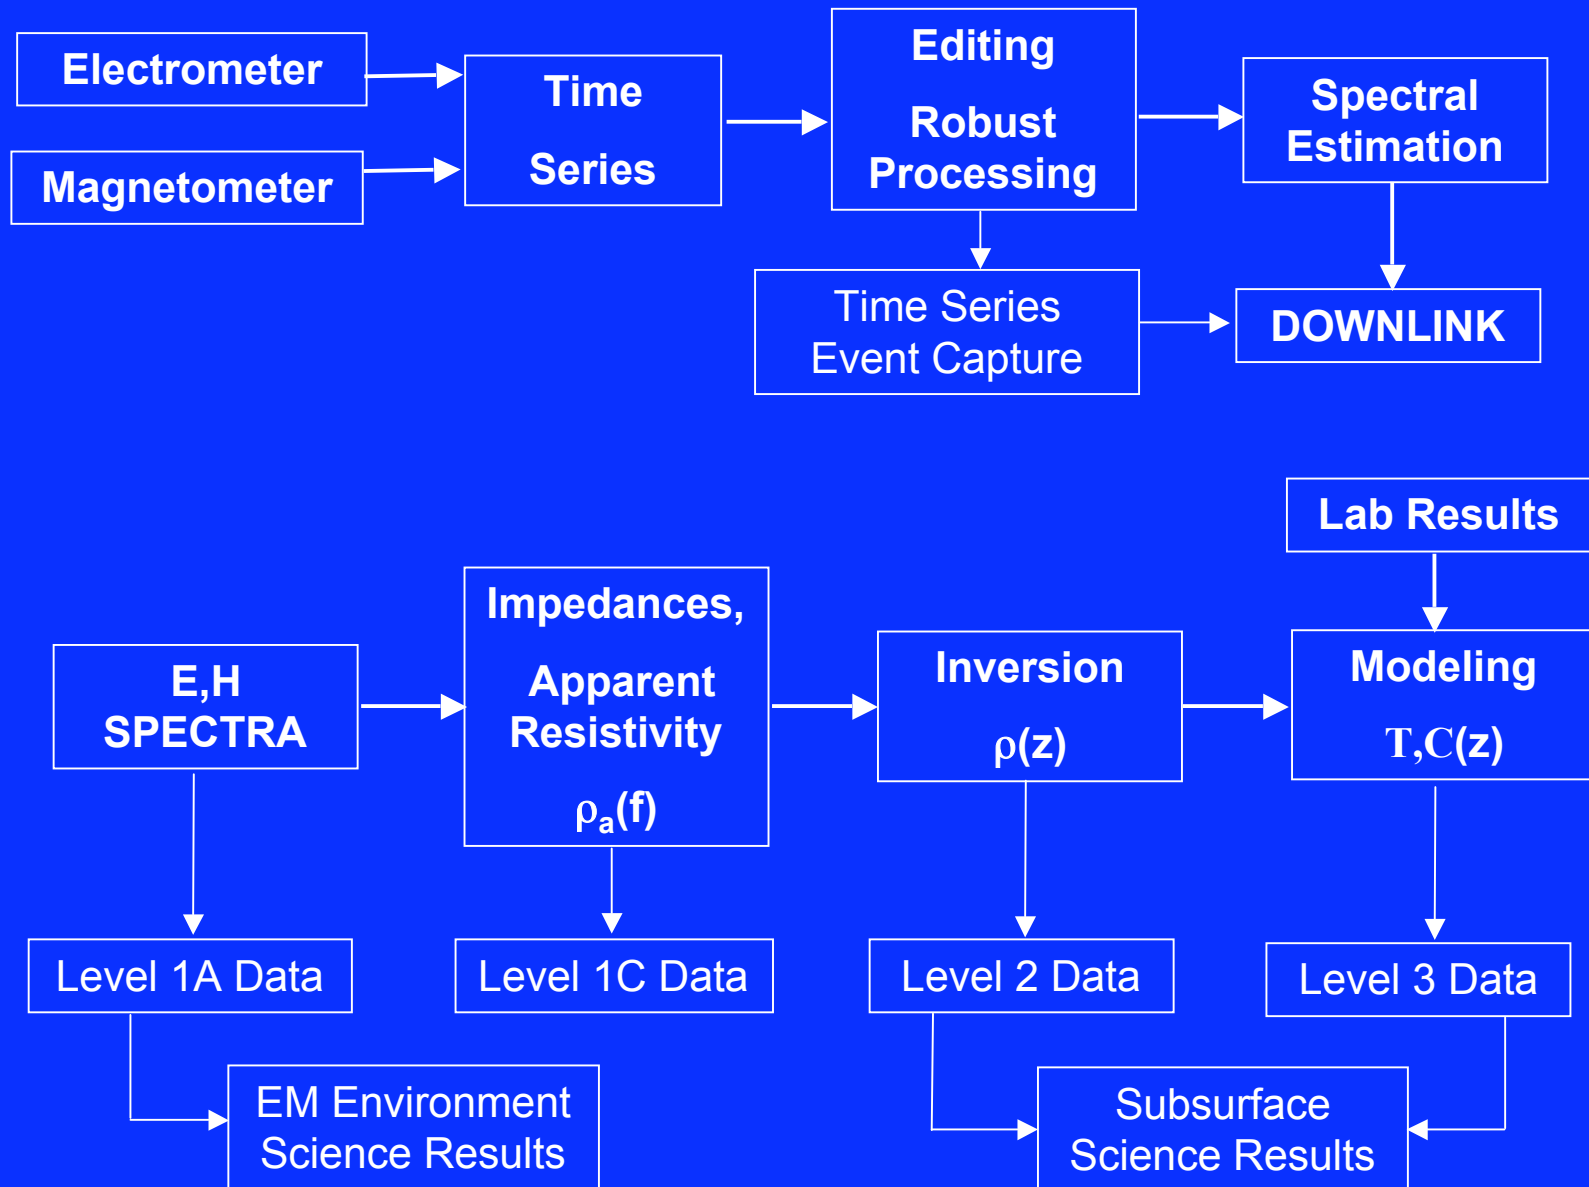 Electrometer
Magnetometer
Time
Series
Editing
Robust
Processing
Spectral
Estimation
Time Series
Event Capture
DOWNLINK
Lab Results
E,H
SPECTRA
Impedances,
Apparent
Resistivity
ρa(f)
Inversion
ρ(z)
Modeling
T,C(z)
Level 1A Data
Level 1C Data
Level 2 Data
Level 3 Data
EM Environment
Science Results
Subsurface
Science Results